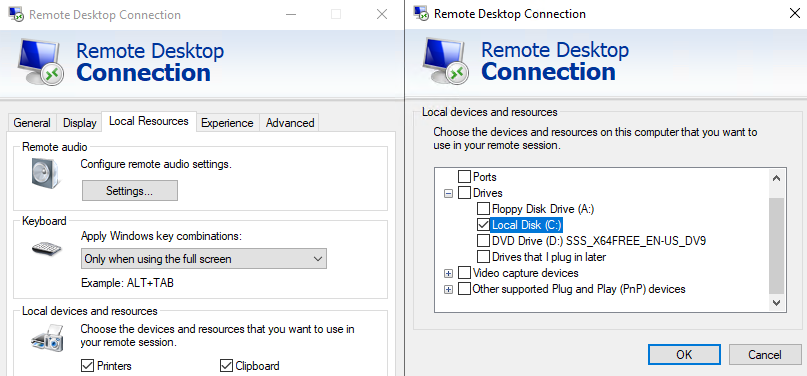 Remote Desktop Connection
Remote Desktop
Connection
General Display Local Resources Experience Advanced
Remote audio
Configure remote audio settings.
Settings...
Keyboard
Apply Windows key combinations:
Only when using the full screen
Example: ALT+TAB
Local devices and resources
Choose the devices and resources that you want to use in
your remote session.
Printers Clipboard
Remote Desktop Connection
Remote Desktop
Connection
Local devices and resources
Choose the devices and resources on this computer that you want to
use in your remote session.
Ports
Drives
Floppy Disk Drive (A:)
Local Disk (C:)
DVD Drive (D:) SSS_X64FREE_EN-US_DV9
Drives that I plug in later
Video capture devices
Other supported Plug and Play (PnP) devices
OK Cancel